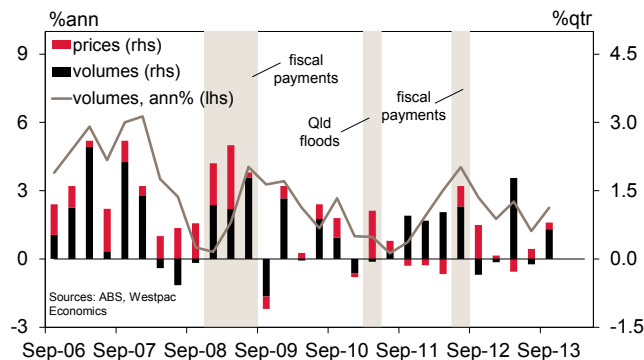 %ann %qtr
9 4.5
prices (rhs)
volumes (rhs)
volumes, ann% (lhs)
fiscal
payments
6 3.0
Qld
floods
fiscal
payments
3 1.5
0 0.0
Sources: ABS, Westpac
Economics
-3 -1.5
Sep-06 Sep-07 Sep-08 Sep-09 Sep-10 Sep-11 Sep-12 Sep-13